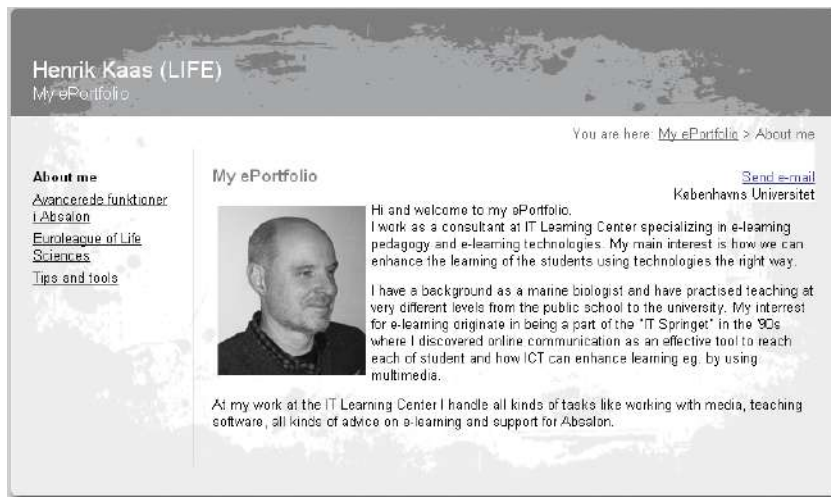 Henrik Kaas (LIFE)
My ePortfolio
You are here: My ePortfolio > About me
About me
Avancerede funktioner
i Absalon
Euroleague of Life
Sciences
Tips and tools
My ePortfolio
Send e-mail
Københavns Universitet
Hi and welcome to my ePortfolio.
I work as a consultant at IT Learning Center specializing in e-learning
pedagogy and e-learning technologies. My main interest is how we can
enhance the learning of the students using technologies the right way.
I have a background as a marine biologist and have practised teaching at
very different levels from the public school to the university. My interrest
for e-learning originate in being a part of the "IT Springet" in the '90s
where I discovered online communication as an effective tool to reach
each of student and how ICT can enhance learning eg. by using
multimedia.
At my work at the IT Learning Center I handle all kinds of tasks like working with media, teaching
software, all kinds of advice on e-learning and support for Absalon.